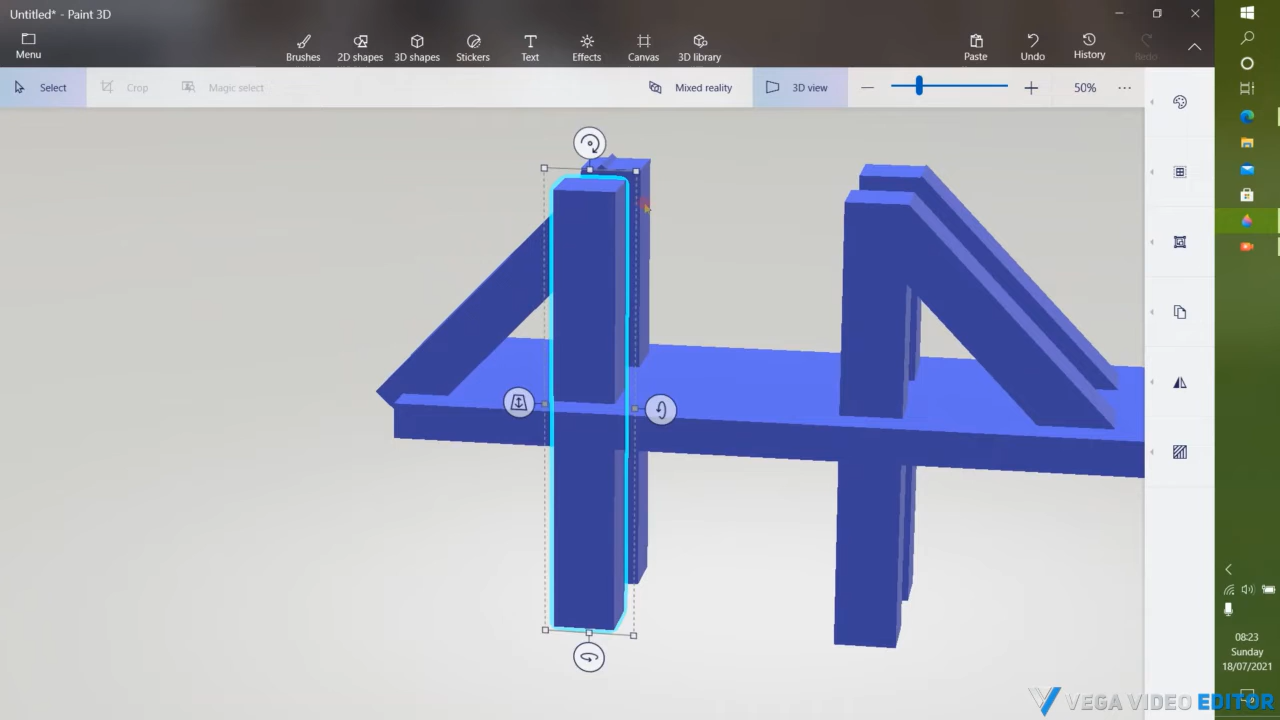 Untitled* - Paint 3D
Menu
Brushes
2D shapes
3D shapes
Stickers
Text
Effects
Canvas
3D library
Paste
Undo
History
Redo
Select
Crop
Magic select
Mixed reality
3D view
50%
08:23
Sunday
18/07/2021
VEGA VIDEO EDITOR